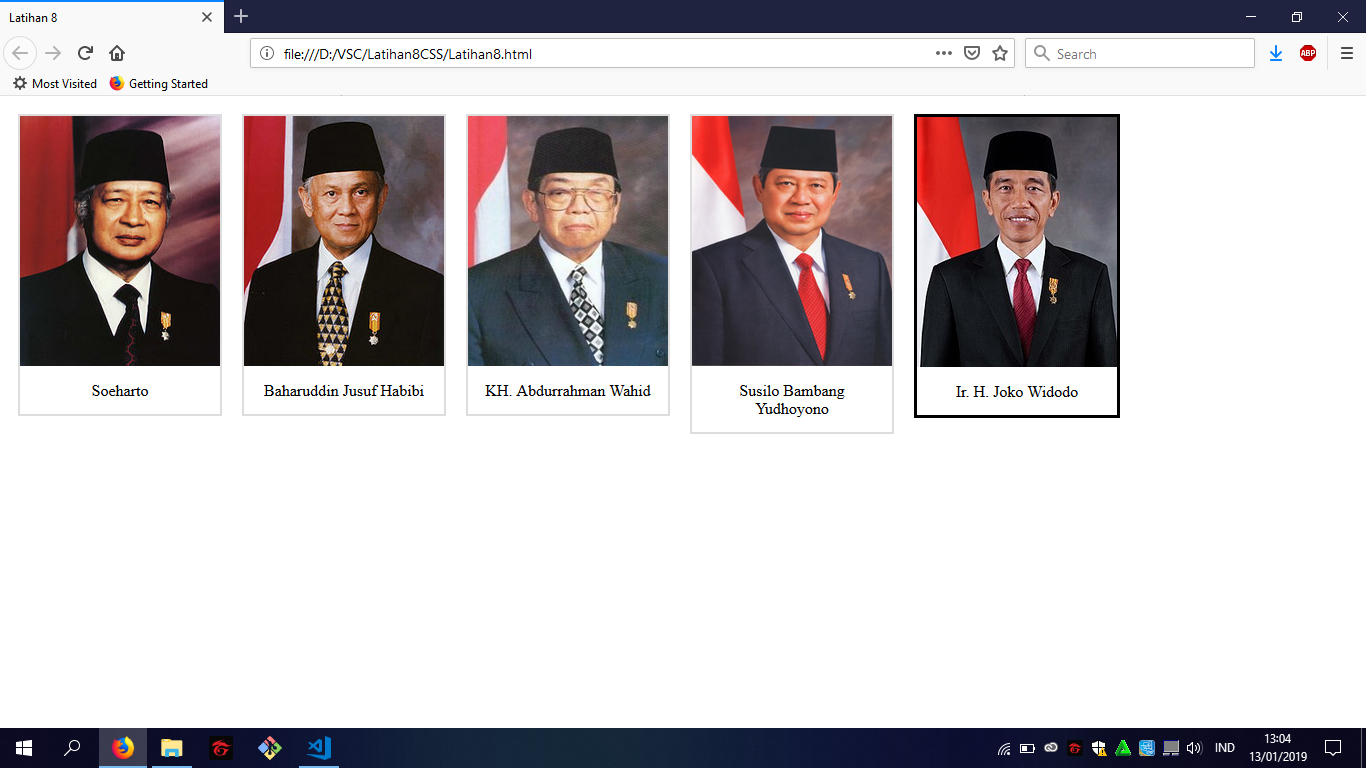 Latihan 8
file:///D:/VSC/Latihan8CSS/Latihan8.html
Search
ABP
Most Visited
Getting Started
Soeharto
Baharuddin Jusuf Habibi
KH. Abdurrahman Wahid
Susilo Bambang
Yudhoyono
Ir. H. Joko Widodo
IND
13:04
13/01/2019